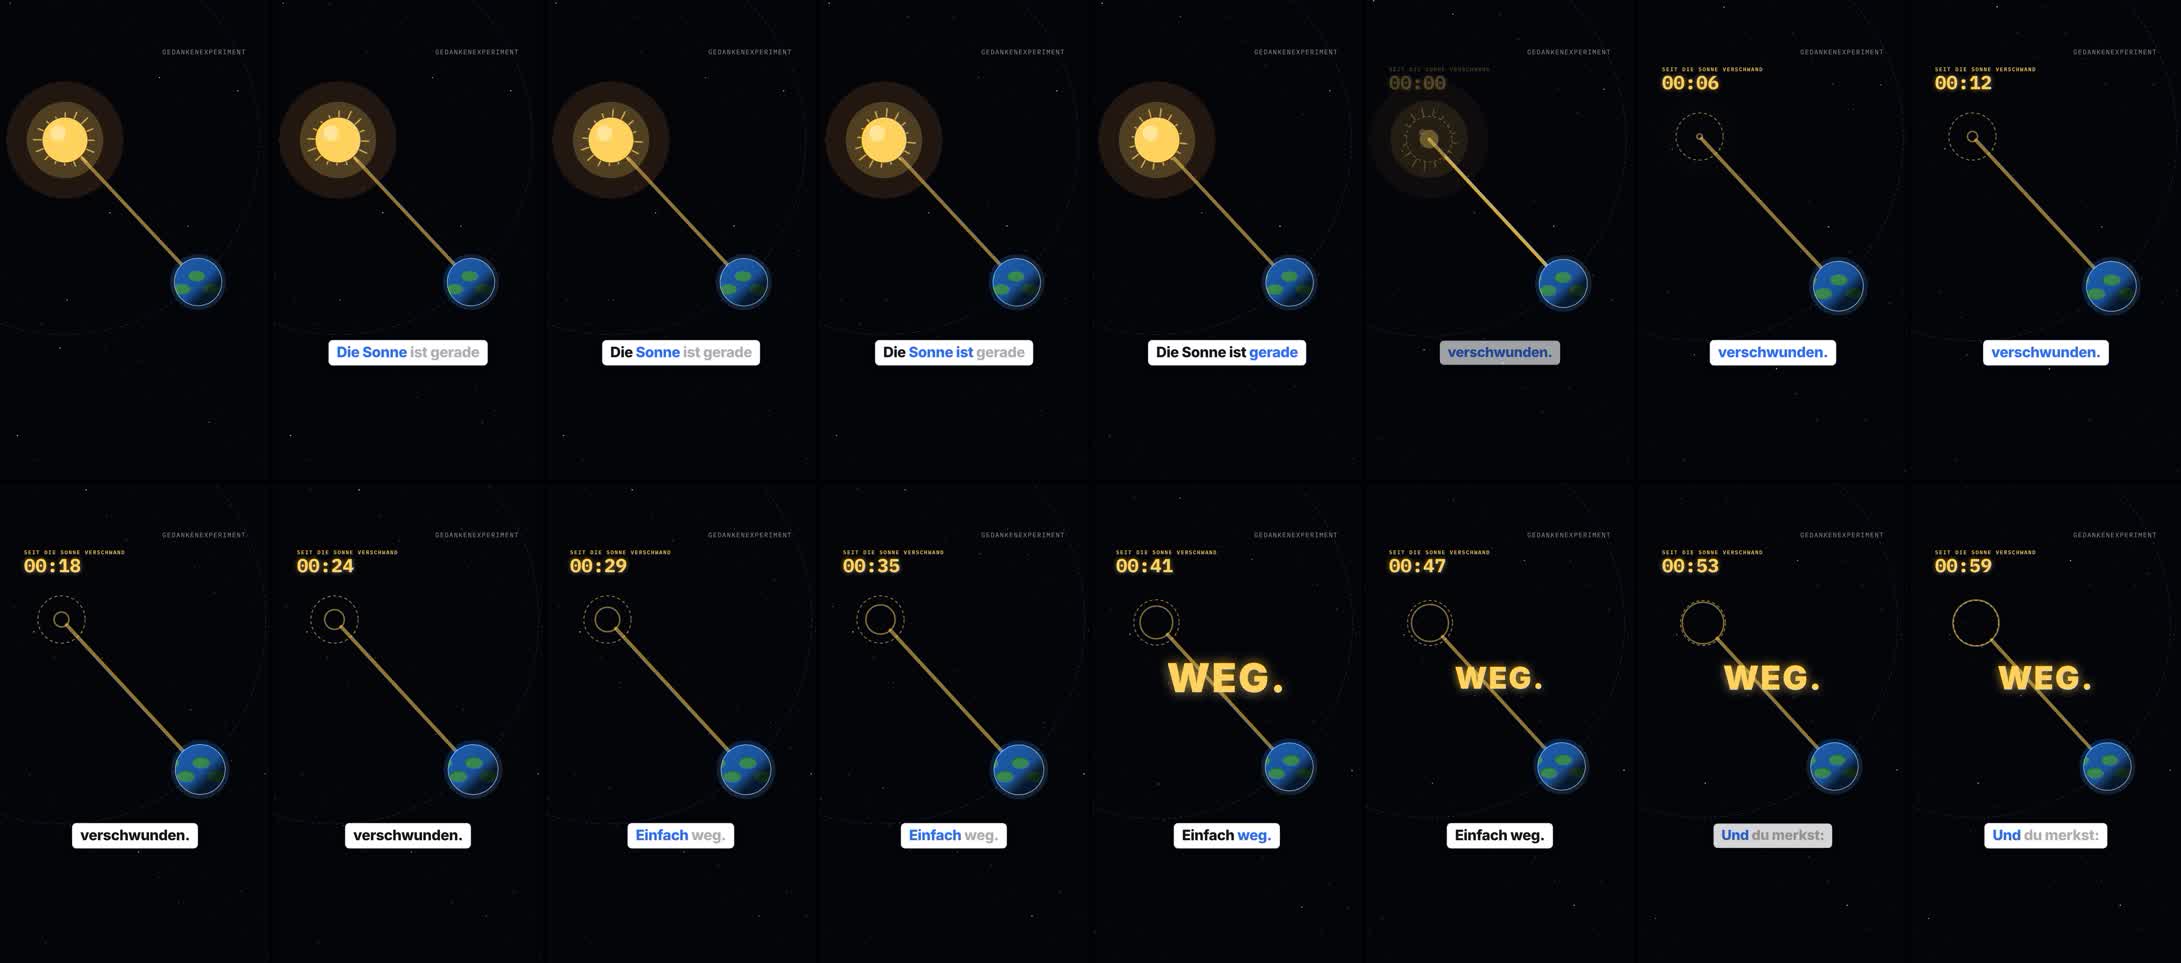 GEDANKENEXPERIMENT
GEDANKENEXPERIMENT
Die Sonne ist gerade
GEDANKENEXPERIMENT
Die Sonne ist gerade
GEDANKENEXPERIMENT
Die Sonne ist gerade
GEDANKENEXPERIMENT
Die Sonne ist gerade
GEDANKENEXPERIMENT
SEIT DIE SONNE VERSCHWAND
00:00
verschwunden.
GEDANKENEXPERIMENT
SEIT DIE SONNE VERSCHWAND
00:06
verschwunden.
GEDANKENEXPERIMENT
SEIT DIE SONNE VERSCHWAND
00:12
verschwunden.
GEDANKENEXPERIMENT
SEIT DIE SONNE VERSCHWAND
00:18
verschwunden.
GEDANKENEXPERIMENT
SEIT DIE SONNE VERSCHWAND
00:24
verschwunden.
GEDANKENEXPERIMENT
SEIT DIE SONNE VERSCHWAND
00:29
Einfach weg.
GEDANKENEXPERIMENT
SEIT DIE SONNE VERSCHWAND
00:35
Einfach weg.
GEDANKENEXPERIMENT
SEIT DIE SONNE VERSCHWAND
00:41
WEG.
Einfach weg.
GEDANKENEXPERIMENT
SEIT DIE SONNE VERSCHWAND
00:47
WEG.
Einfach weg.
GEDANKENEXPERIMENT
SEIT DIE SONNE VERSCHWAND
00:53
WEG.
Und du merkst:
GEDANKENEXPERIMENT
SEIT DIE SONNE VERSCHWAND
00:59
WEG.
Und du merkst: